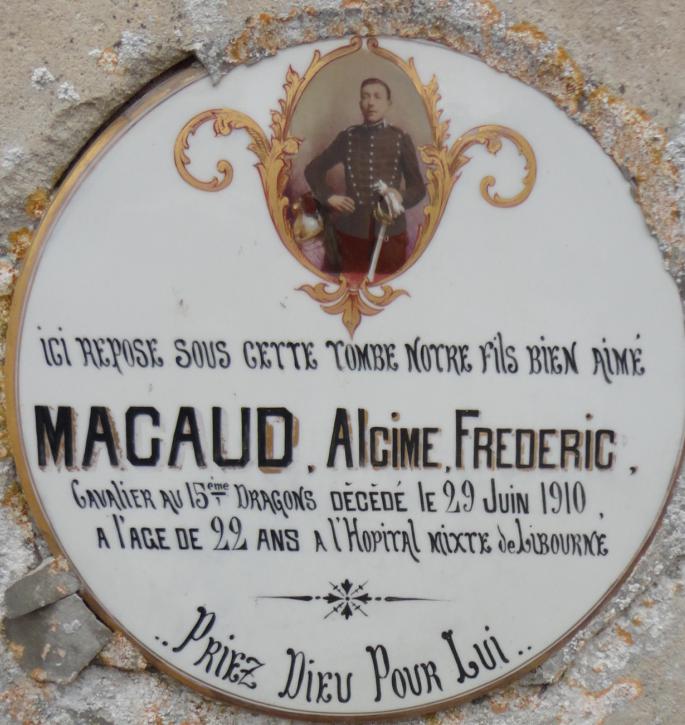 ici repose sous cette tombe notre fils bien aimé
MACAUD, Alcime, Frederic,
Cavalier au 15ème Dragons décèdé le 29 Juin 1910,
a l'age de 22 ans a l'Hopital mixte de Libourne
..Priez Dieu Pour Lui..